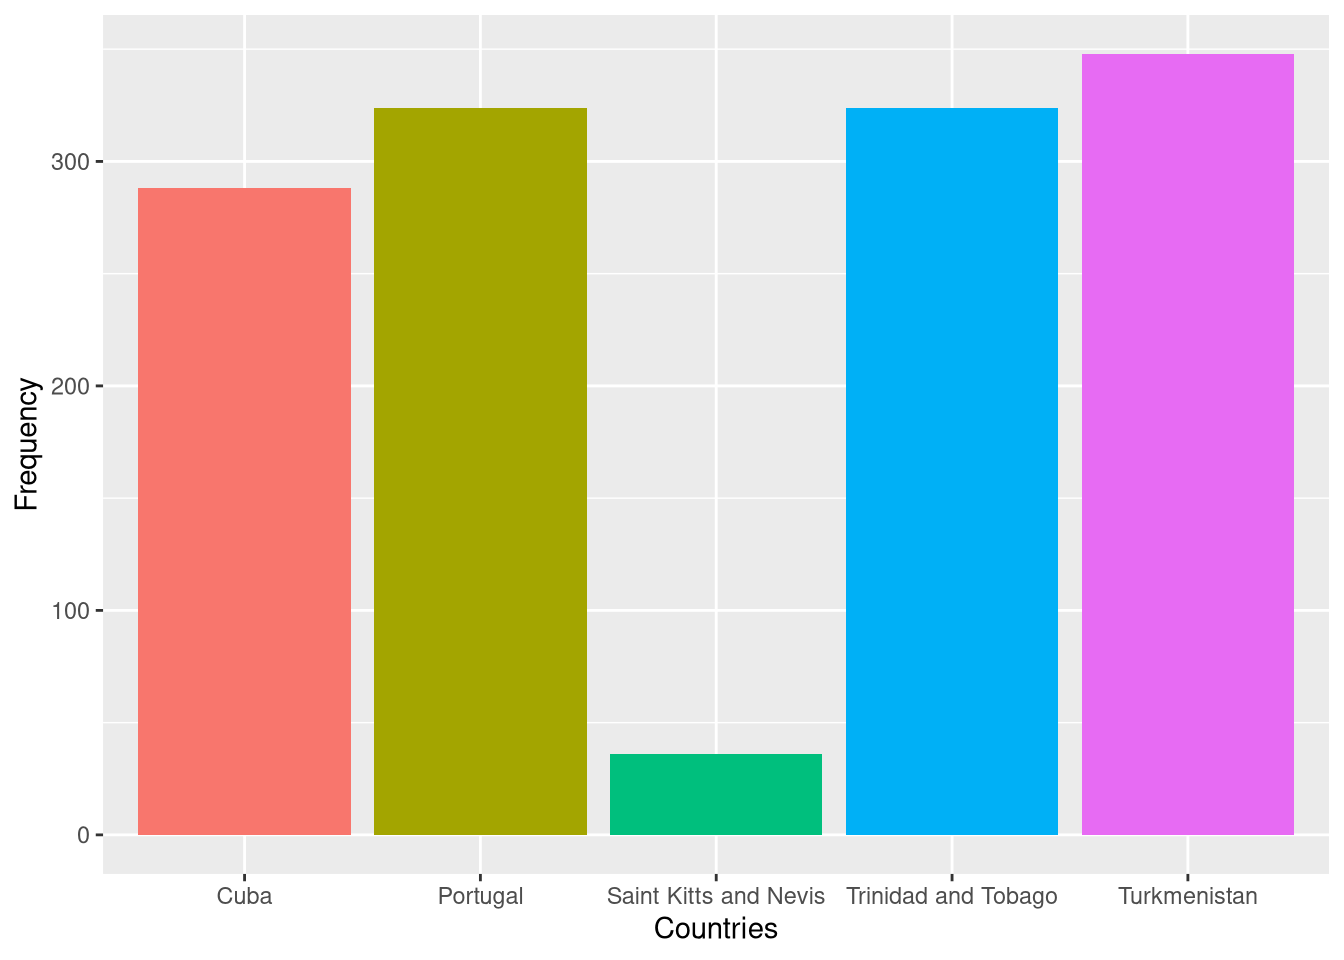 Frequency
300
200
100
0
Cuba
Portugal
Saint Kitts and Nevis
Trinidad and Tobago
Turkmenistan
Countries